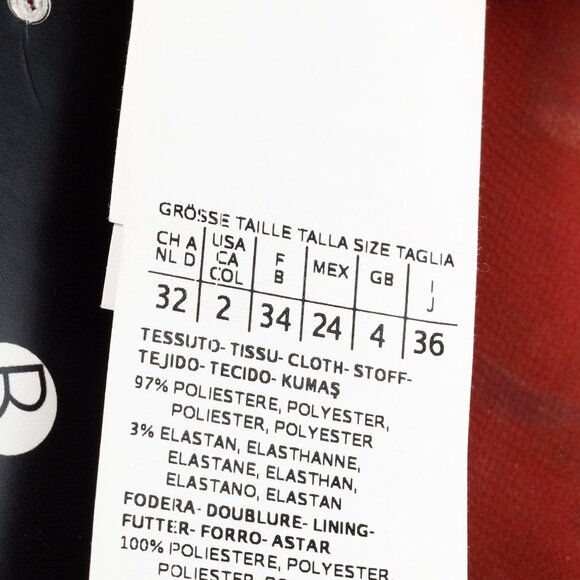 GRÖSSE TAILLE TALLA SIZE TAGLIA
CH A USA F MEX GB I
NL D CA B J
COL
32 2 34 24 4 36
TESSUTO- TISSU- CLOTH- STOFF-
TEJIDO- TECIDO- KUMAŞ
97% POLIESTERE, POLYESTER,
POLIESTER, POLYESTER
3% ELASTAN, ELASTHANNE,
ELASTANE, ELASTHAN,
ELASTANO, ELASTAN
FODERA- DOUBLURE- LINING-
FUTTER- FORRO- ASTAR
100% POLIESTERE, POLYESTER,
R